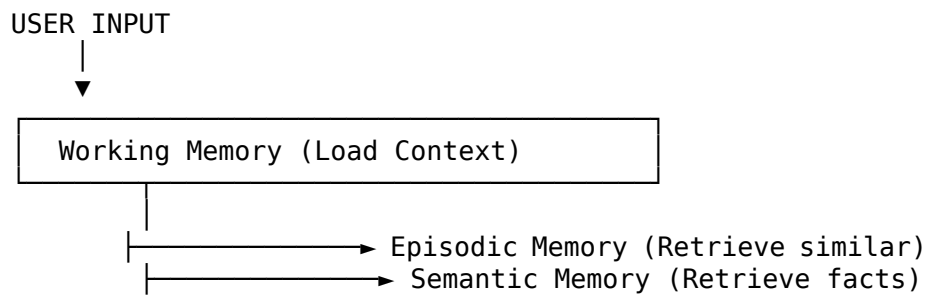 USER INPUT
Working Memory (Load Context)
Episodic Memory (Retrieve similar)
Semantic Memory (Retrieve facts)